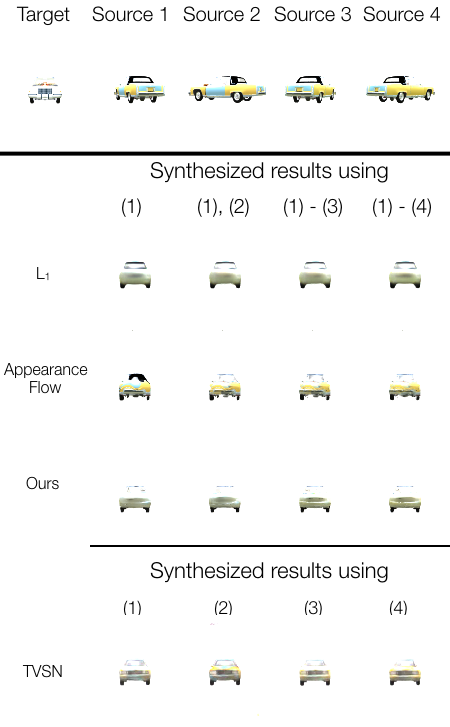 Target Source 1 Source 2 Source 3 Source 4
Synthesized results using
(1) (1), (2) (1) - (3) (1) - (4)
L₁
Appearance
Flow
Ours
Synthesized results using
(1) (2) (3) (4)
TVSN